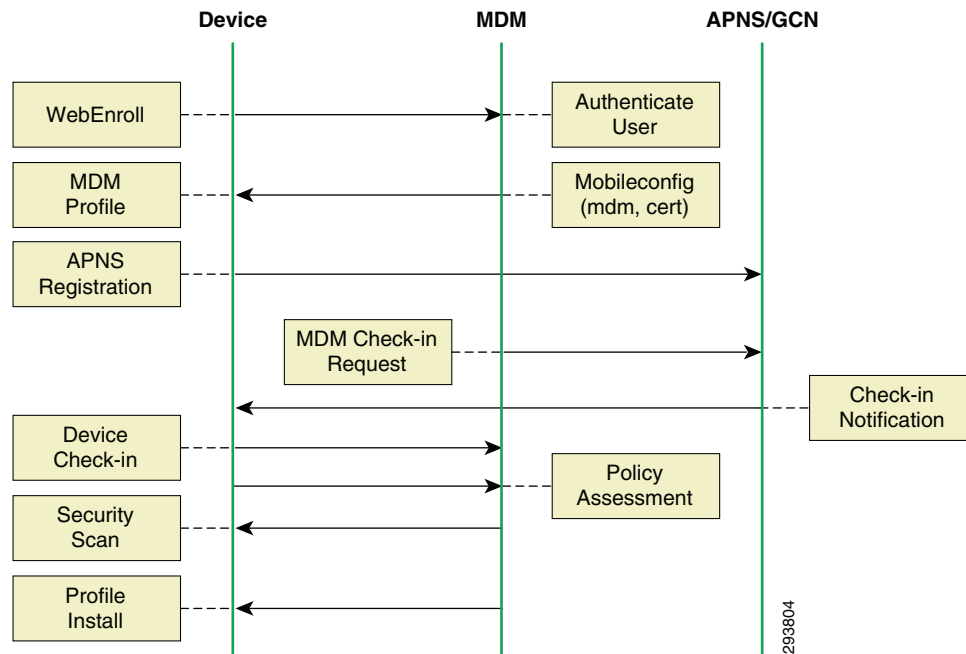 Device
MDM
APNS/GCN
WebEnroll
Authenticate
User
MDM
Profile
Mobileconfig
(mdm, cert)
APNS
Registration
MDM Check-in
Request
Check-in
Notification
Device
Check-in
Policy
Assessment
Security
Scan
Profile
Install
293804